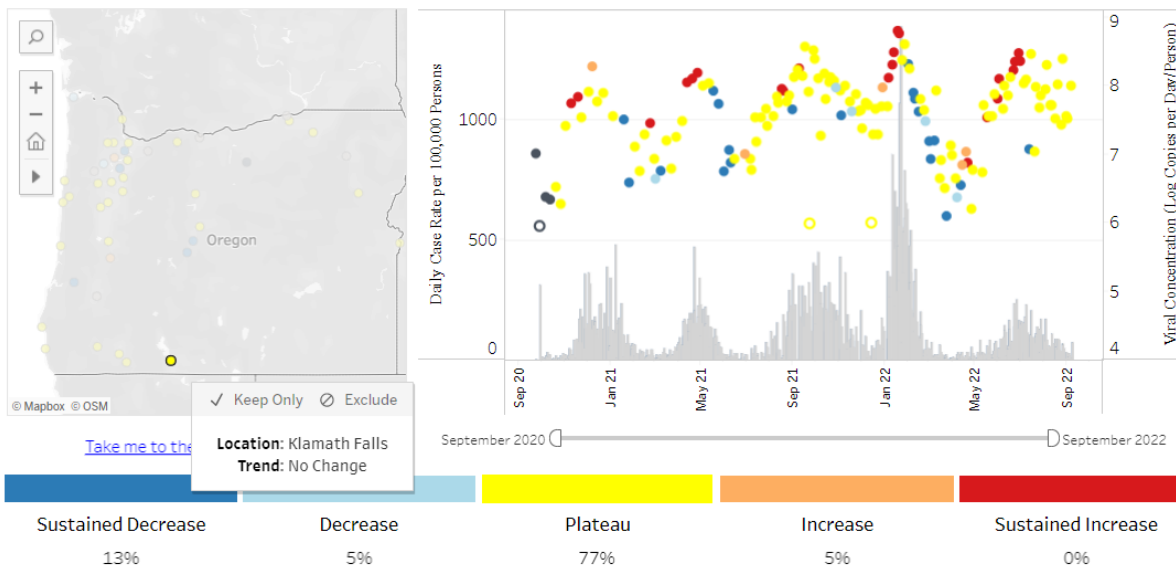 Oregon
© Mapbox © OSM
Keep Only Exclude
Location: Klamath Falls
Trend: No Change
Take me to the
Daily Case Rate per 100,000 Persons
1000
500
0
9
8
7
6
5
4
Viral Concentration (Log Copies per Day/Person)
Sep 20
Jan 21
May 21
Sep 21
Jan 22
May 22
Sep 22
September 2020
September 2022
Sustained Decrease
Decrease
Plateau
Increase
Sustained Increase
13%
5%
77%
5%
0%